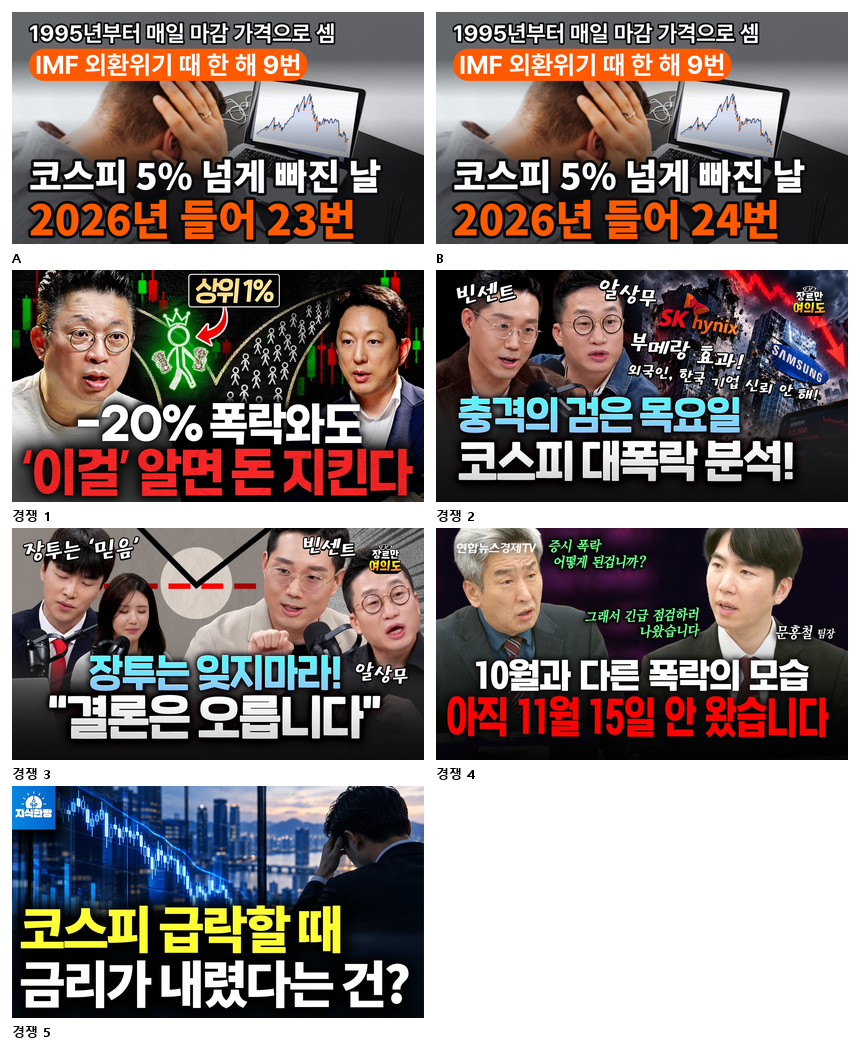 1995년부터 매일 마감 가격으로 셈
IMF 외환위기 때 한 해 9번
코스피 5% 넘게 빠진 날
2026년 들어 23번
A
1995년부터 매일 마감 가격으로 셈
IMF 외환위기 때 한 해 9번
코스피 5% 넘게 빠진 날
2026년 들어 24번
B
상위 1%
-20% 폭락와도
'이걸' 알면 돈 지킨다
경쟁 1
빈센트
알상무
장르만
여의도
SK hynix
SAMSUNG
부메랑 효과!
외국인, 한국 기업 신뢰 안 해!
충격의 검은 목요일
코스피 대폭락 분석!
경쟁 2
장투는 '믿음'
빈센트
장르만
여의도
알상무
장투는 잊지마라!
"결론은 오릅니다"
경쟁 3
연합뉴스경제TV
증시 폭락
어떻게 된겁니까?
그래서 긴급 점검하러
나왔습니다
문홍철 팀장
10월과 다른 폭락의 모습
아직 11월 15일 안 왔습니다
경쟁 4
지식한방
코스피 급락할 때
금리가 내렸다는 건?
경쟁 5